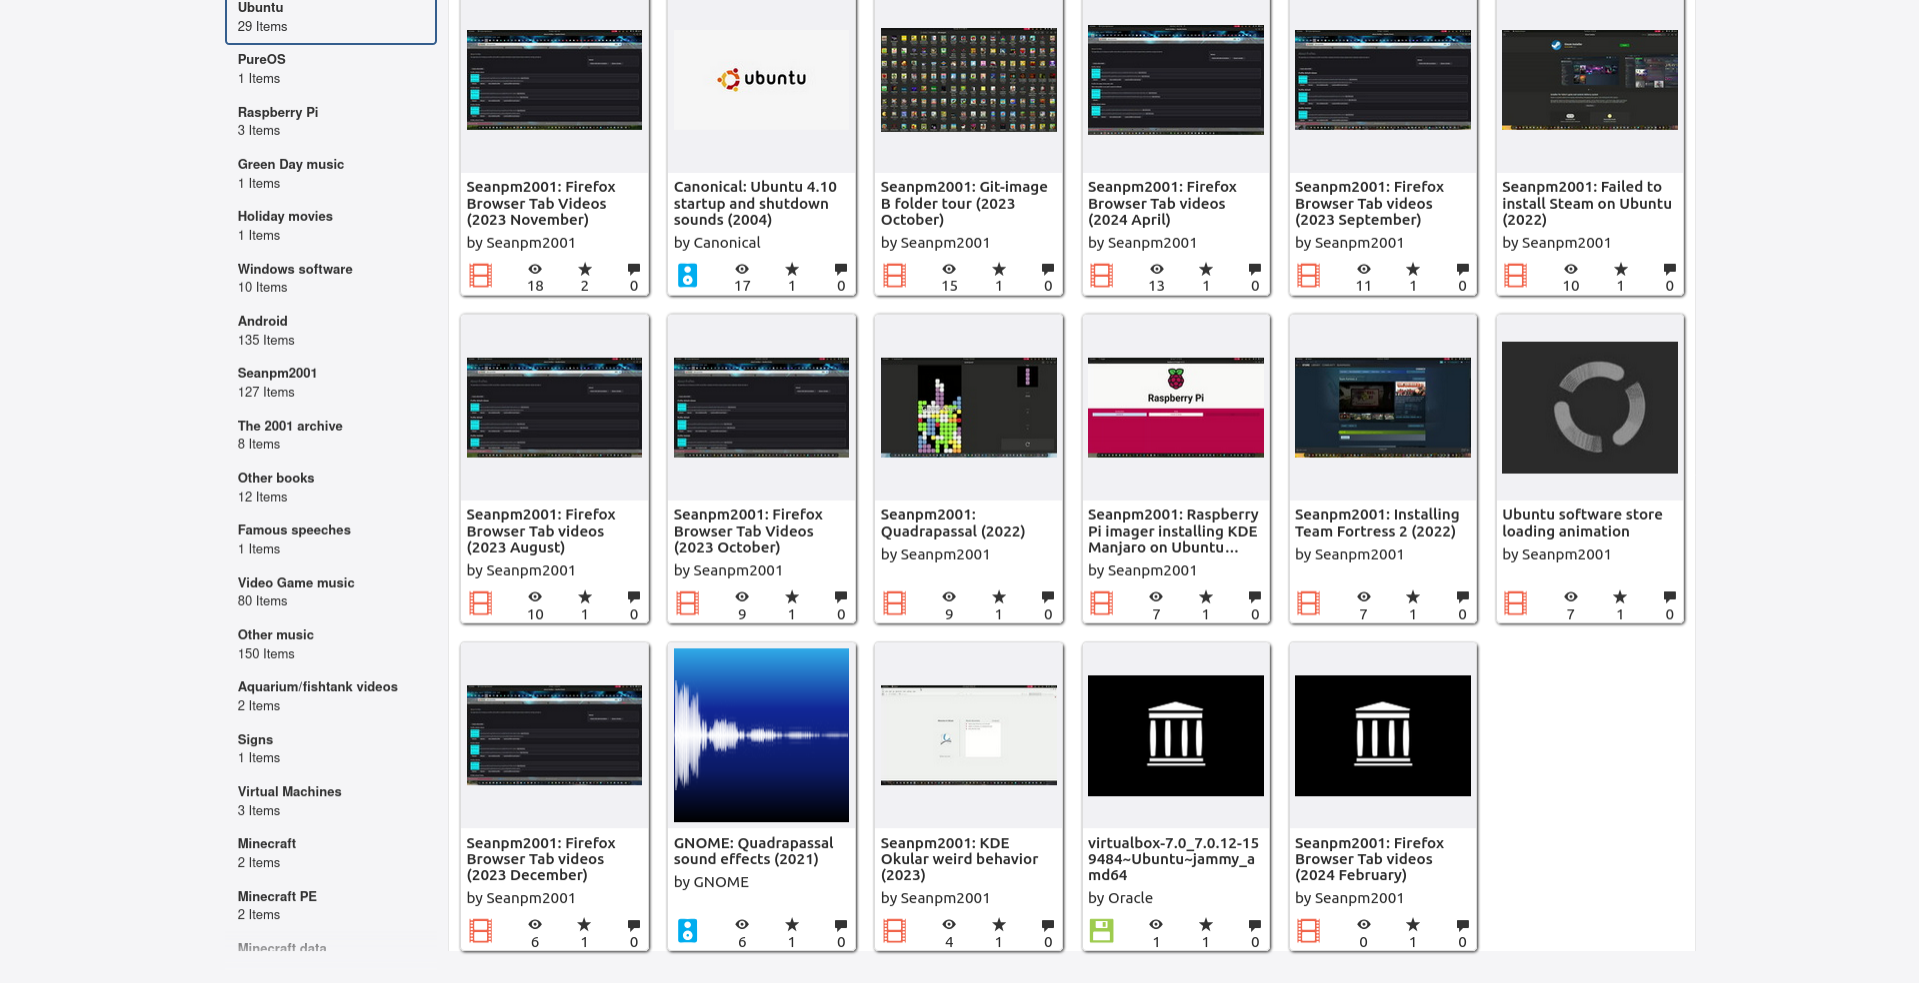 Ubuntu
29 Items
PureOS
1 Items
Raspberry Pi
3 Items
Green Day music
1 Items
Holiday movies
1 Items
Windows software
10 Items
Android
135 Items
Seanpm2001
127 Items
The 2001 archive
8 Items
Other books
12 Items
Famous speeches
1 Items
Video Game music
80 Items
Other music
150 Items
Aquarium/fishtank videos
2 Items
Signs
1 Items
Virtual Machines
3 Items
Minecraft
2 Items
Minecraft PE
2 Items
Minecraft data
Seanpm2001: Firefox
Browser Tab Videos
(2023 November)
by Seanpm2001
18 2 0
ubuntu
Canonical: Ubuntu 4.10
startup and shutdown
sounds (2004)
by Canonical
17 1 0
Seanpm2001: Git-image
B folder tour (2023
October)
by Seanpm2001
15 1 0
Seanpm2001: Firefox
Browser Tab videos
(2024 April)
by Seanpm2001
13 1 0
Seanpm2001: Firefox
Browser Tab videos
(2023 September)
by Seanpm2001
11 1 0
Seanpm2001: Failed to
install Steam on Ubuntu
(2022)
by Seanpm2001
10 1 0
Seanpm2001: Firefox
Browser Tab videos
(2023 August)
by Seanpm2001
10 1 0
Seanpm2001: Firefox
Browser Tab Videos
(2023 October)
by Seanpm2001
9 1 0
Seanpm2001:
Quadrapassal (2022)
by Seanpm2001
9 1 0
Raspberry Pi
Seanpm2001: Raspberry
Pi imager installing KDE
Manjaro on Ubuntu...
by Seanpm2001
7 1 0
Seanpm2001: Installing
Team Fortress 2 (2022)
by Seanpm2001
7 1 0
Ubuntu software store
loading animation
by Seanpm2001
7 1 0
Seanpm2001: Firefox
Browser Tab videos
(2023 December)
by Seanpm2001
6 1 0
GNOME: Quadrapassal
sound effects (2021)
by GNOME
6 1 0
Seanpm2001: KDE
Okular weird behavior
(2023)
by Seanpm2001
4 1 0
virtualbox-7.0_7.0.12-15
9484~Ubuntu~jammy_a
md64
by Oracle
1 1 0
Seanpm2001: Firefox
Browser Tab videos
(2024 February)
by Seanpm2001
0 1 0